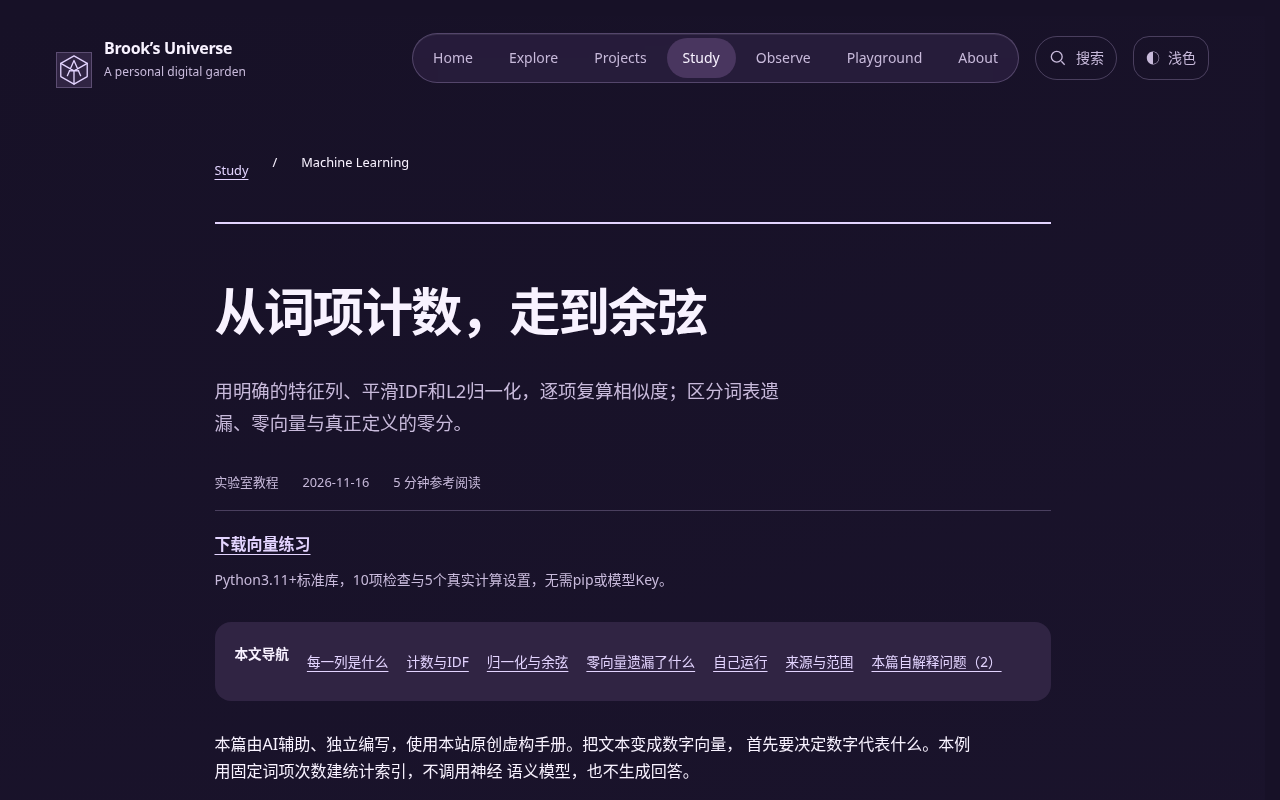 Brook’s Universe
A personal digital garden
Home
Explore
Projects
Study
Observe
Playground
About
搜索
浅色
Study / Machine Learning
从词项计数，走到余弦
用明确的特征列、平滑IDF和L2归一化，逐项复算相似度；区分词表遗
漏、零向量与真正定义的零分。
实验室教程 2026-11-16 5 分钟参考阅读
下载向量练习
Python3.11+标准库，10项检查与5个真实计算设置，无需pip或模型Key。
本文导航 每一列是什么 计数与IDF 归一化与余弦 零向量遗漏了什么 自己运行 来源与范围 本篇自解释问题（2）
本篇由AI辅助、独立编写，使用本站原创虚构手册。把文本变成数字向量， 首先要决定数字代表什么。本例
用固定词项次数建统计索引，不调用神经 语义模型，也不生成回答。